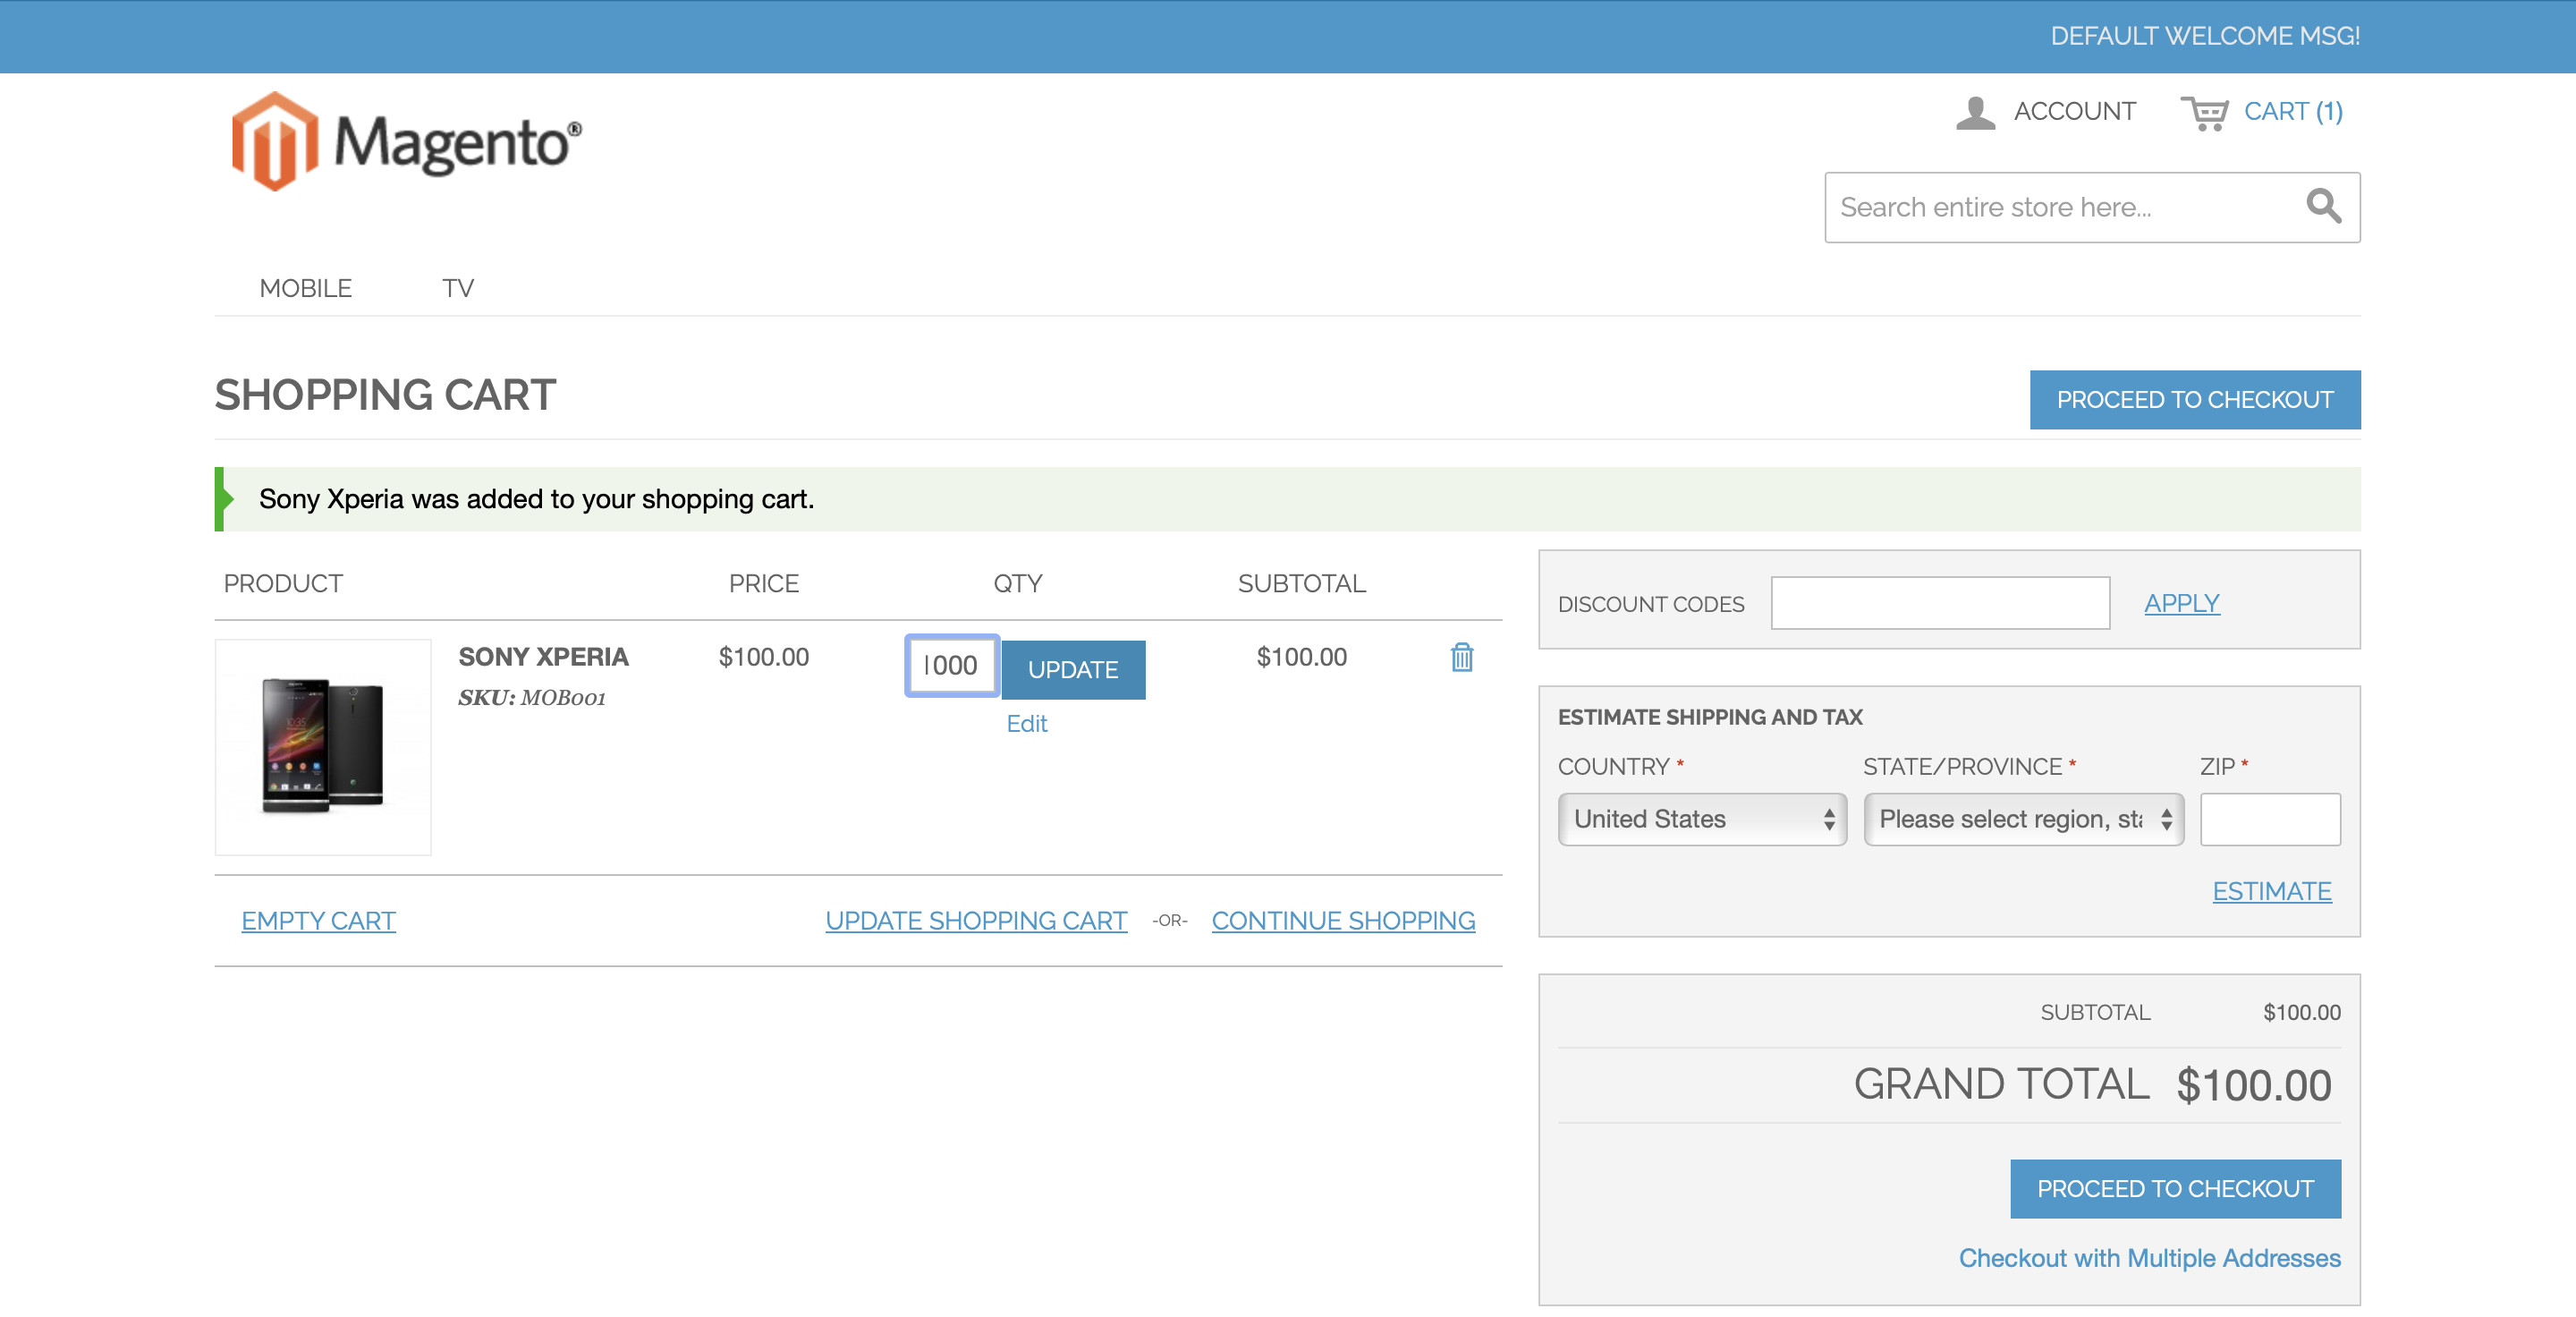 DEFAULT WELCOME MSG!
Magento®
ACCOUNT
CART (1)
Search entire store here...
MOBILE
TV
SHOPPING CART
PROCEED TO CHECKOUT
Sony Xperia was added to your shopping cart.
PRODUCT PRICE QTY SUBTOTAL
SONY XPERIA $100.00 1000 UPDATE $100.00
SKU: MOB001
Edit
EMPTY CART
UPDATE SHOPPING CART -OR- CONTINUE SHOPPING
DISCOUNT CODES APPLY
ESTIMATE SHIPPING AND TAX
COUNTRY * STATE/PROVINCE * ZIP *
United States Please select region, sta
ESTIMATE
SUBTOTAL $100.00
GRAND TOTAL $100.00
PROCEED TO CHECKOUT
Checkout with Multiple Addresses